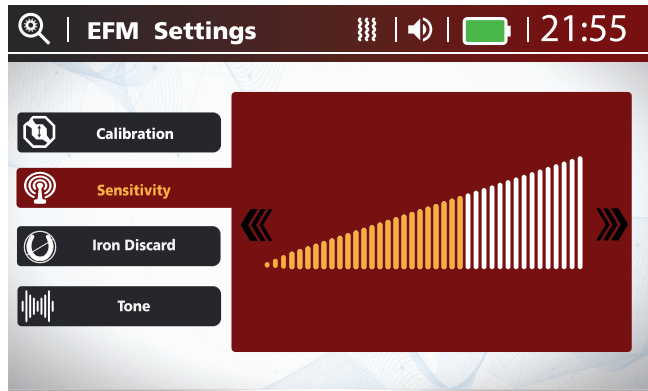 EFM Settings
21:55
Calibration
Sensitivity
Iron Discard
Tone